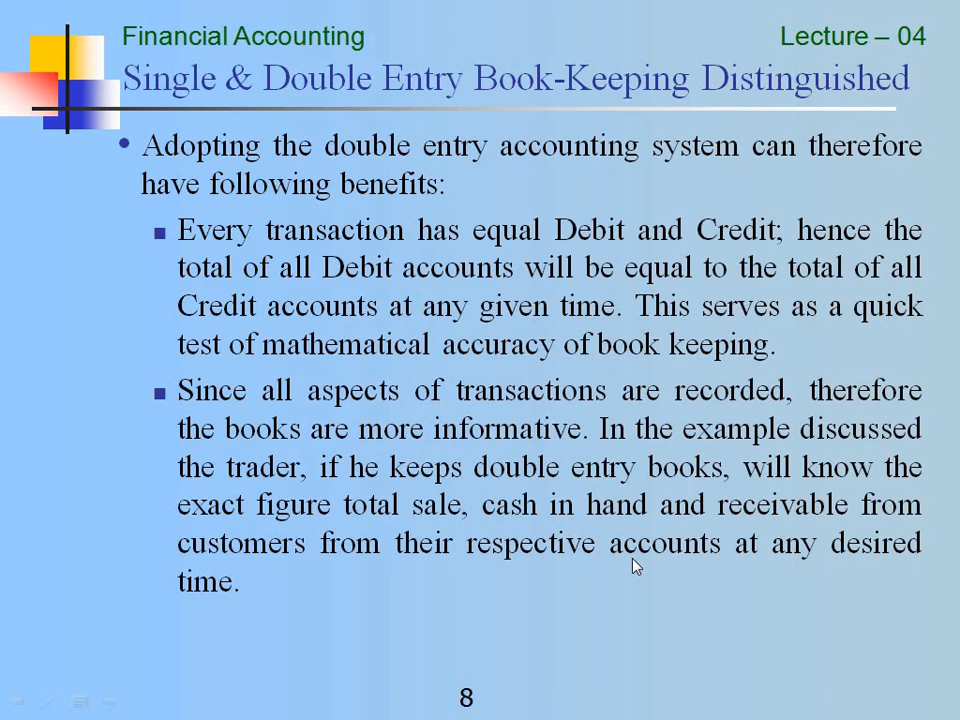 Financial Accounting
Lecture – 04
Single & Double Entry Book-Keeping Distinguished
• Adopting the double entry accounting system can therefore
have following benefits:
■ Every transaction has equal Debit and Credit; hence the
total of all Debit accounts will be equal to the total of all
Credit accounts at any given time. This serves as a quick
test of mathematical accuracy of book keeping.
■ Since all aspects of transactions are recorded, therefore
the books are more informative. In the example discussed
the trader, if he keeps double entry books, will know the
exact figure total sale, cash in hand and receivable from
customers from their respective accounts at any desired
time.
8